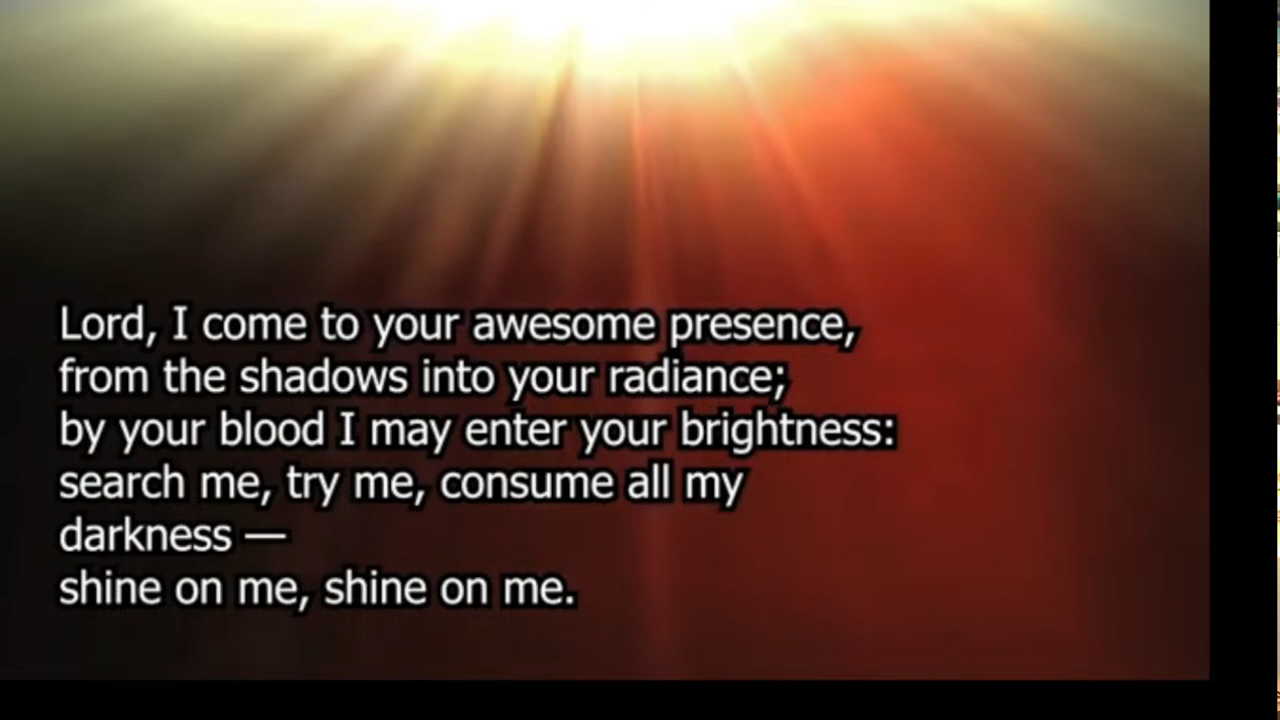 Lord, I come to your awesome presence,
from the shadows into your radiance;
by your blood I may enter your brightness:
search me, try me, consume all my
darkness —
shine on me, shine on me.